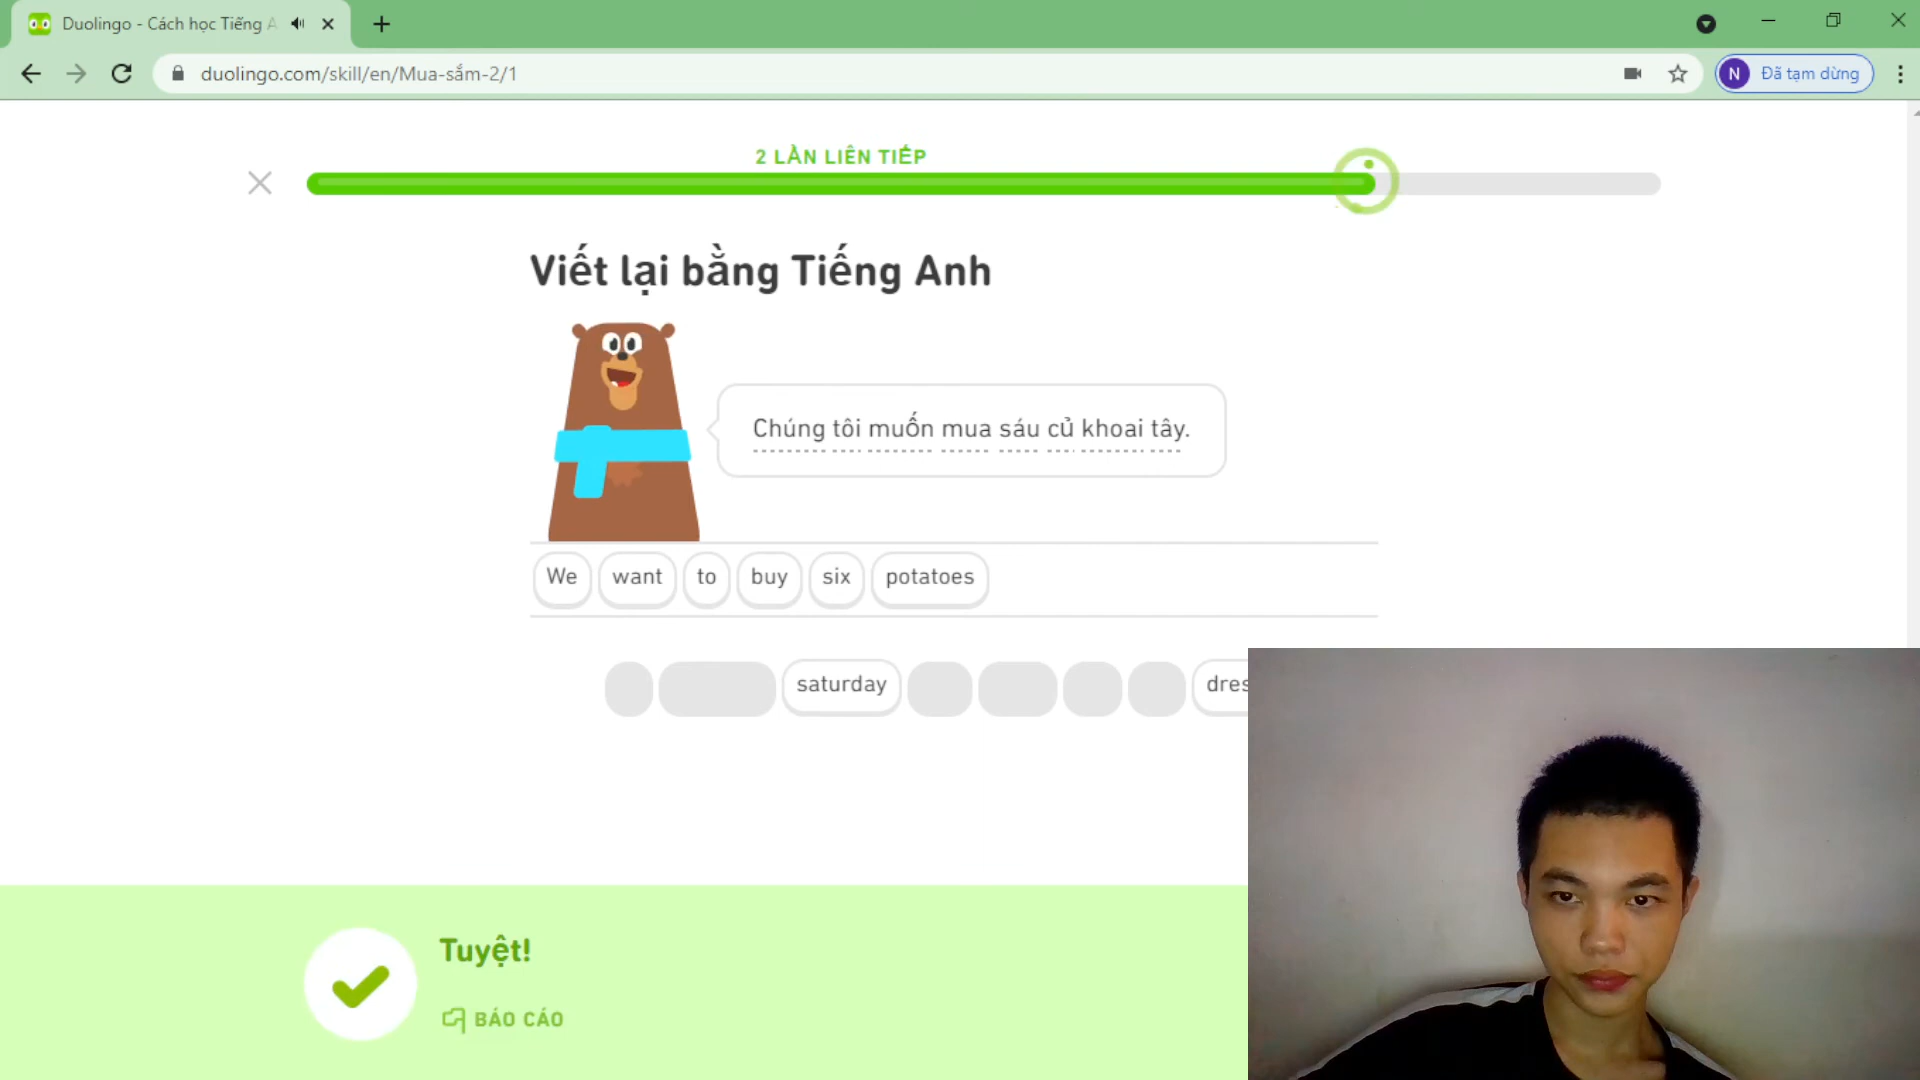 Duolingo - Cách học Tiếng A
duolingo.com/skill/en/Mua-sắm-2/1
N Đã tạm dừng
2 LẦN LIÊN TIẾP
Viết lại bằng Tiếng Anh
Chúng tôi muốn mua sáu củ khoai tây.
We want to buy six potatoes
saturday dres
Tuyệt!
BÁO CÁO